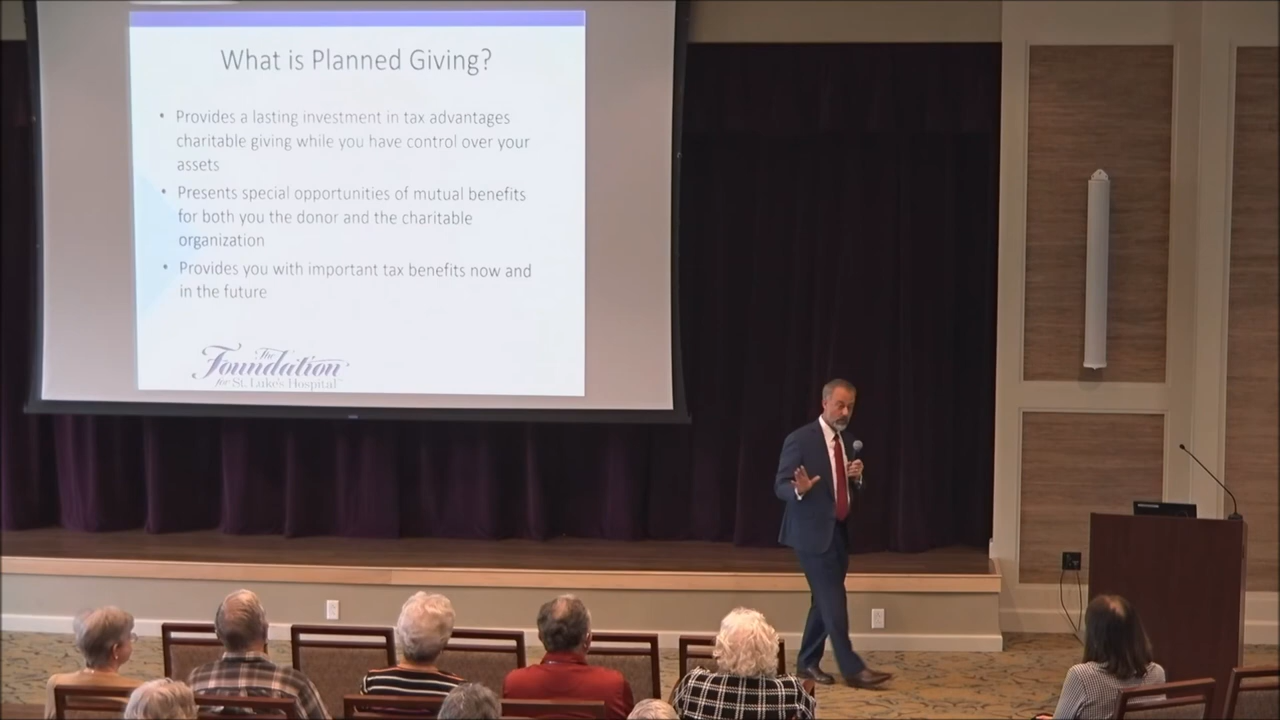 What is Planned Giving?
• Provides a lasting investment in tax advantages
charitable giving while you have control over your
assets
• Presents special opportunities of mutual benefits
for both you the donor and the charitable
organization
• Provides you with important tax benefits now and
in the future
The
Foundation
for St. Luke's Hospital